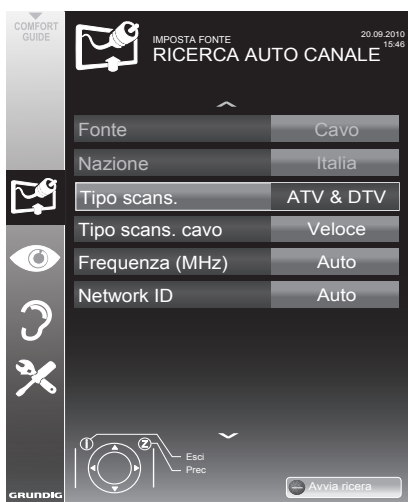 COMFORT
GUIDE
IMPOSTA FONTE
20.09.2010
RICERCA AUTO CANALE
15:46
Fonte
Cavo
Nazione
Italia
Tipo scans.
ATV & DTV
Tipo scans. cavo
Veloce
Frequenza (MHz)
Auto
Network ID
Auto
Z
Esci
Prec
Avvia ricera
GRUNDIG